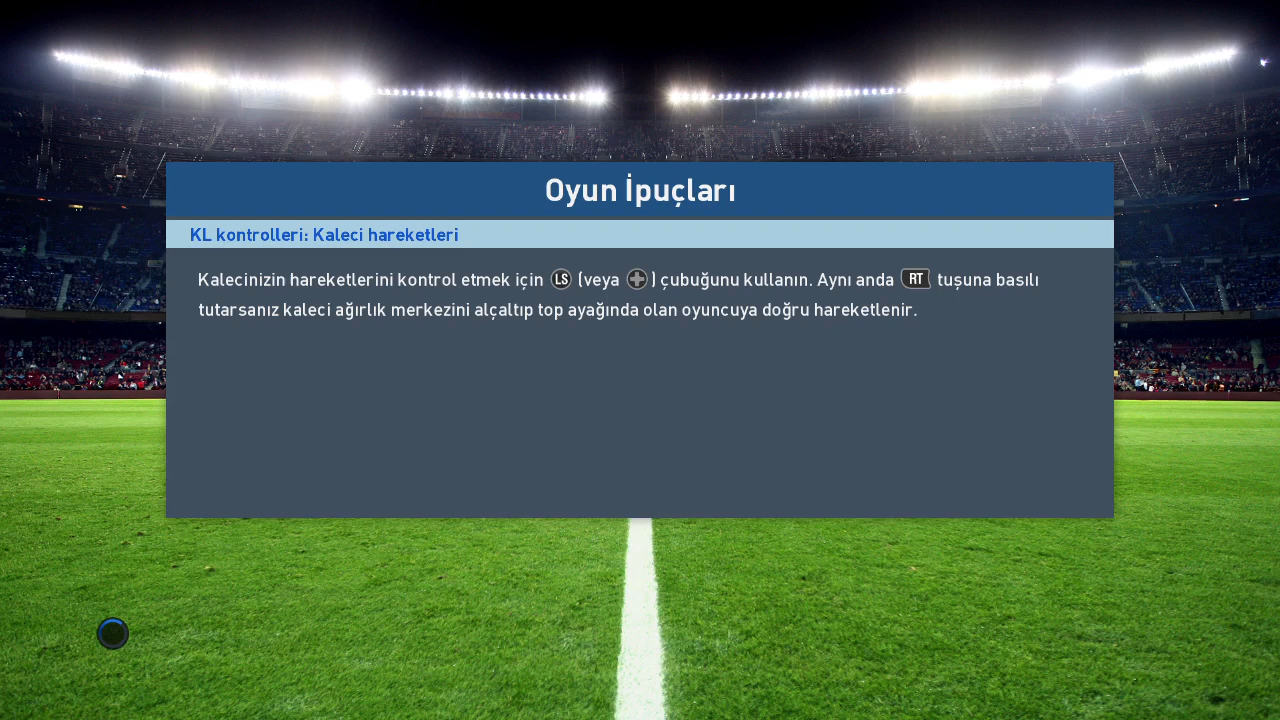 Oyun İpuçları
KL kontrolleri: Kaleci hareketleri
Kalecinizin hareketlerini kontrol etmek için LS (veya ) çubuğunu kullanın. Aynı anda RT tuşuna basılı
tutarsanız kaleci ağırlık merkezini alçaltıp top ayağında olan oyuncuya doğru hareketlenir.